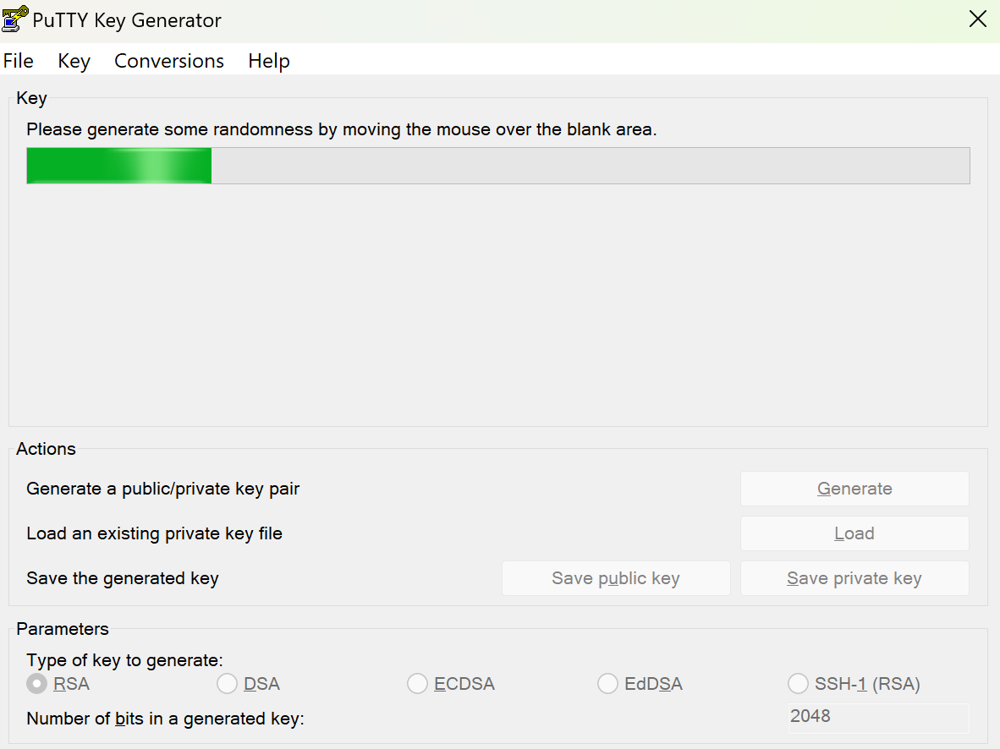 PuTTY Key Generator
File Key Conversions Help
Key
Please generate some randomness by moving the mouse over the blank area.
Actions
Generate a public/private key pair
Generate
Load an existing private key file
Load
Save the generated key
Save public key
Save private key
Parameters
Type of key to generate:
RSA DSA ECDSA EdDSA SSH-1 (RSA)
Number of bits in a generated key:
2048